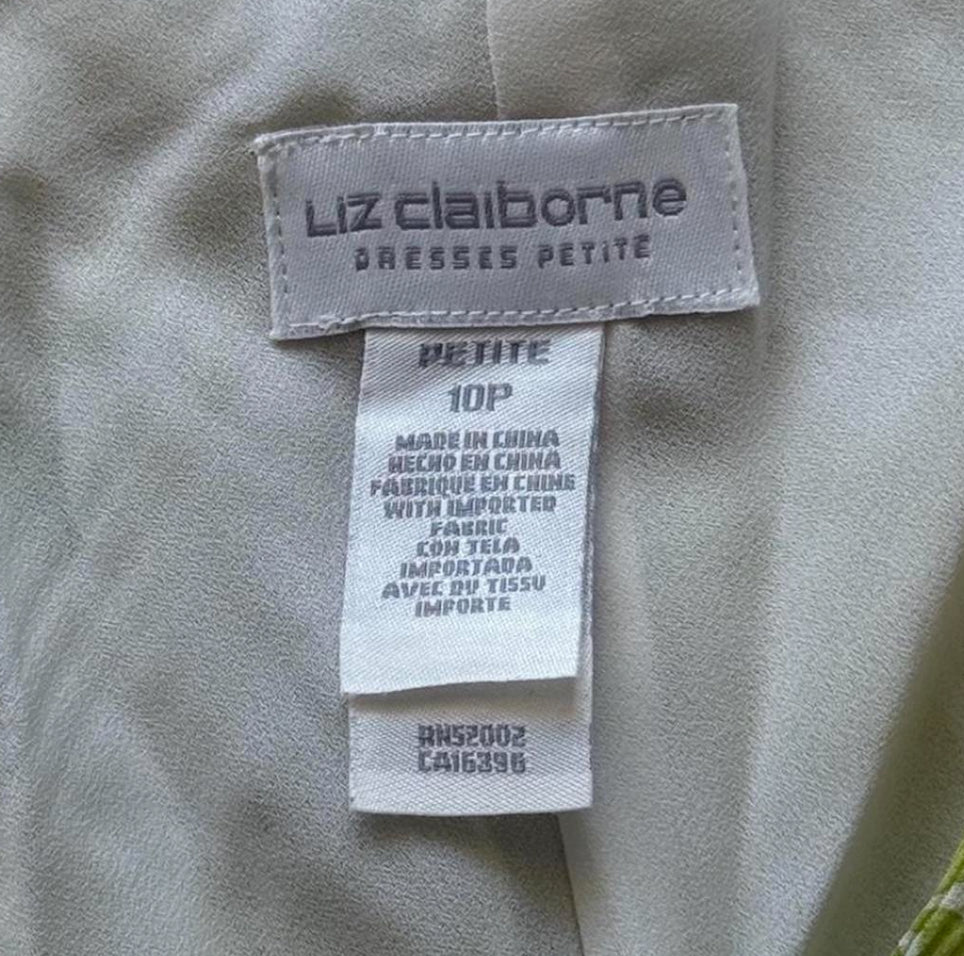 Liz claiborne
DRESSES PETITE
PETITE
10P
MADE IN CHINA
HECHO EN CHINA
FABRIQUE EN CHINE
WITH IMPORTED
FABRIC
CON TELA
IMPORTADA
AVEC DU TISSU
IMPORTE
RN52002
CA16396